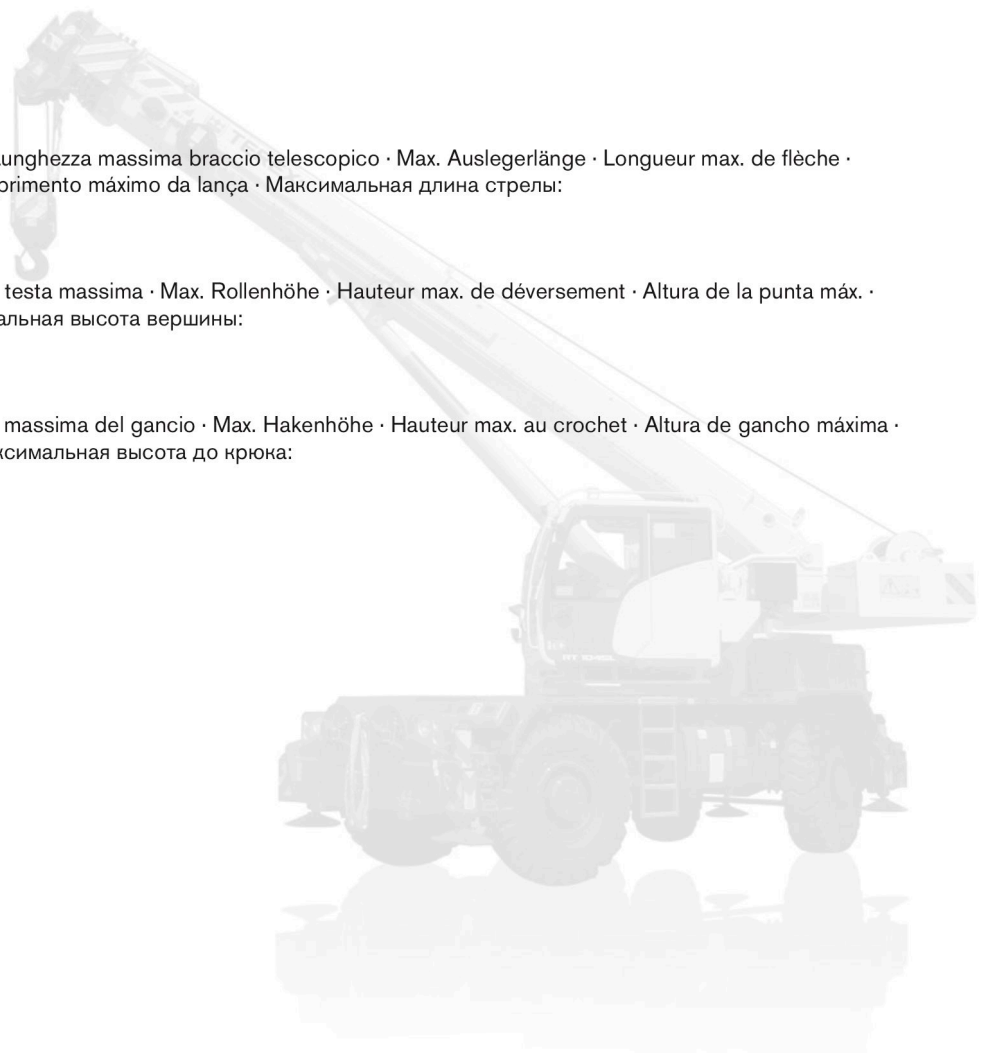 unghezza massima braccio telescopico · Max. Auslegerlänge · Longueur max. de flèche ·
primento máximo da lança · Максимальная длина стрелы:
testa massima · Max. Rollenhöhe · Hauteur max. de déversement · Altura de la punta máx. ·
альная высота вершины:
massima del gancio · Max. Hakenhöhe · Hauteur max. au crochet · Altura de gancho máxima ·
ксимальная высота до крюка:
TEREX